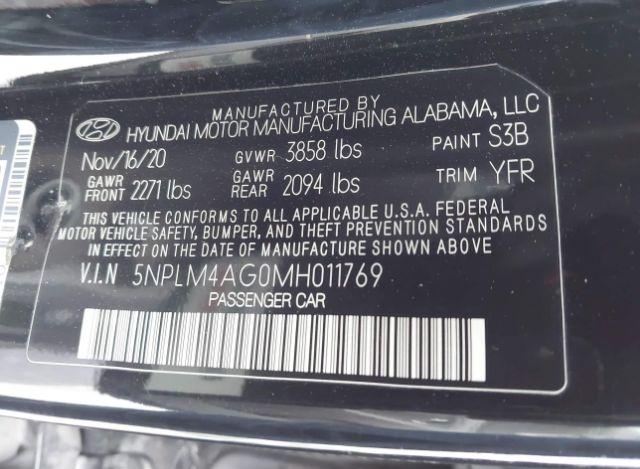 MANUFACTURED BY
HYUNDAI MOTOR MANUFACTURING ALABAMA, LLC
Nov/16/20 GVWR 3858 lbs PAINT S3B
GAWR FRONT 2271 lbs GAWR REAR 2094 lbs TRIM YFR
THIS VEHICLE CONFORMS TO ALL APPLICABLE U.S.A. FEDERAL
MOTOR VEHICLE SAFETY, BUMPER, AND THEFT PREVENTION STANDARDS
IN EFFECT ON THE DATE OF MANUFACTURE SHOWN ABOVE
V.I.N 5NPLM4AG0MH011769
PASSENGER CAR